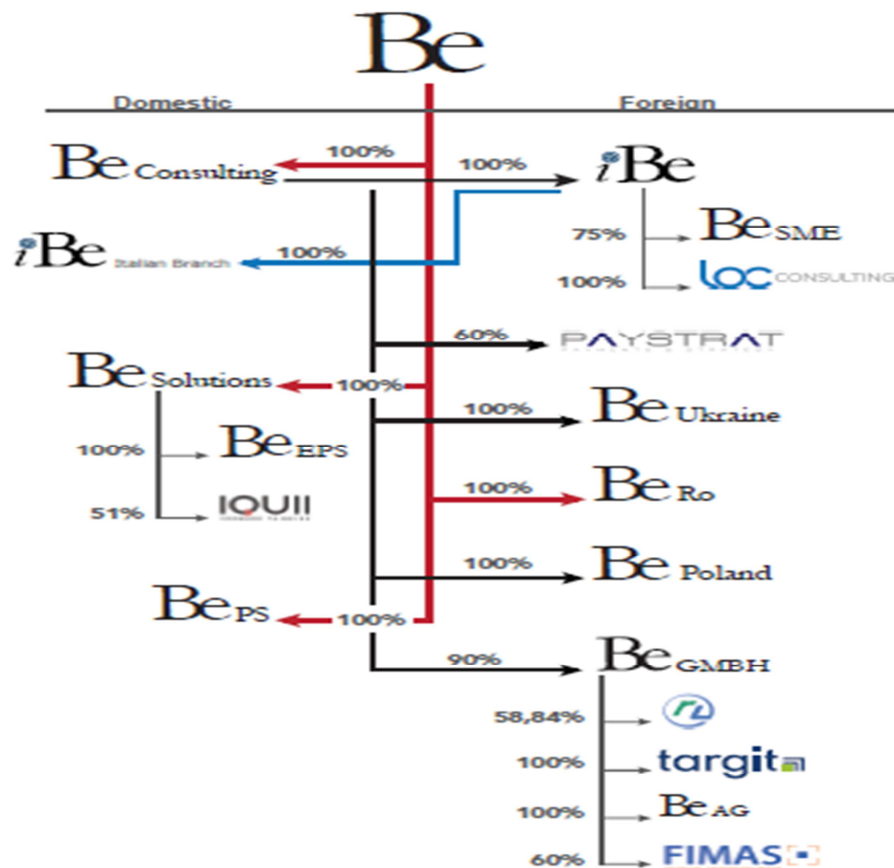 Be
Domestic Foreign
Be Consulting 100% 100% iBe
75% Be SME
iBe Italian Branch 100%
100% loc CONSULTING
60% PAYSTRAT
Be Solutions 100%
100% Be Ukraine
100% Be EPS
100% Be Ro
51% IQUII
100% Be Poland
Be PS 100%
90% Be GMBH
58,84% rl
100% targit
100% Be AG
60% FIMAS